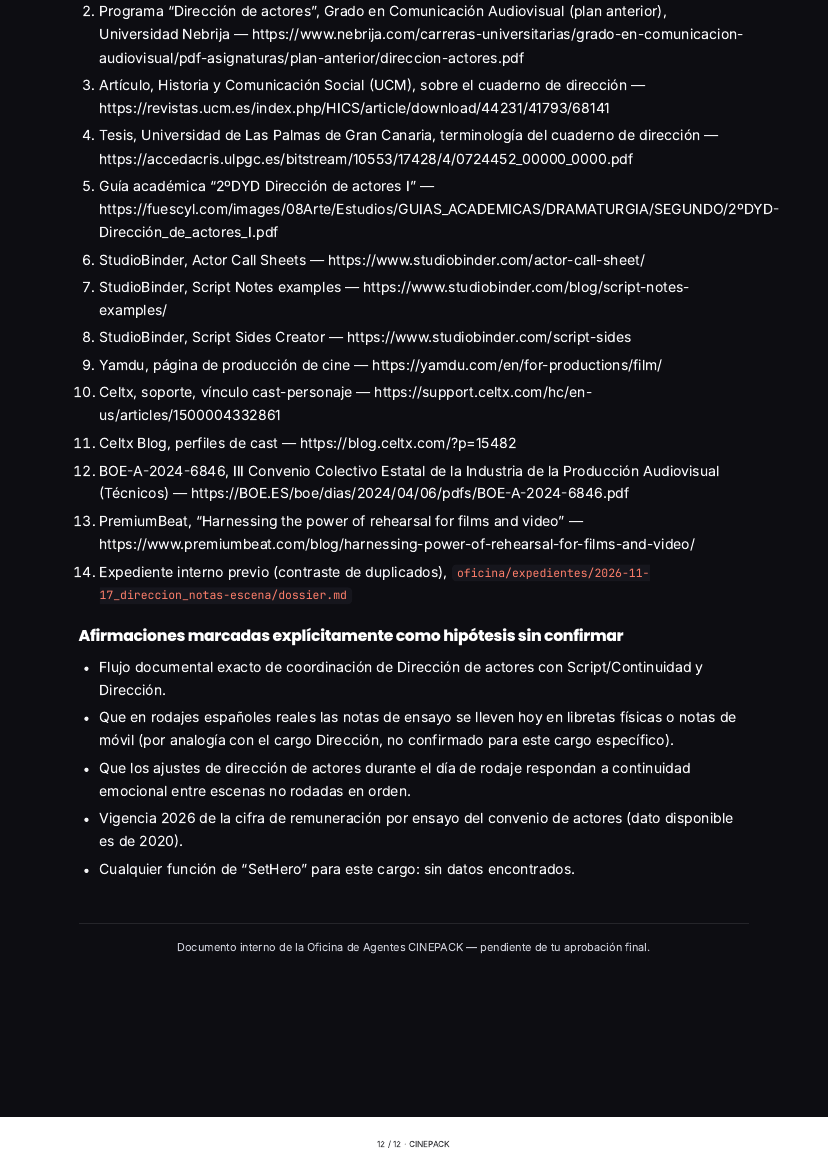 2. Programa “Dirección de actores”, Grado en Comunicación Audiovisual (plan anterior),
Universidad Nebrija — https://www.nebrija.com/carreras-universitarias/grado-en-comunicacion-
audiovisual/pdf-asignaturas/plan-anterior/direccion-actores.pdf
3. Artículo, Historia y Comunicación Social (UCM), sobre el cuaderno de dirección —
https://revistas.ucm.es/index.php/HICS/article/download/44231/41793/68141
4. Tesis, Universidad de Las Palmas de Gran Canaria, terminología del cuaderno de dirección —
https://accedacris.ulpgc.es/bitstream/10553/17428/4/0724452_00000_0000.pdf
5. Guía académica “2ºDYD Dirección de actores I” —
https://fuescyl.com/images/08Arte/Estudios/GUIAS_ACADEMICAS/DRAMATURGIA/SEGUNDO/2ºDYD-
Dirección_de_actores_I.pdf
6. StudioBinder, Actor Call Sheets — https://www.studiobinder.com/actor-call-sheet/
7. StudioBinder, Script Notes examples — https://www.studiobinder.com/blog/script-notes-
examples/
8. StudioBinder, Script Sides Creator — https://www.studiobinder.com/script-sides
9. Yamdu, página de producción de cine — https://yamdu.com/en/for-productions/film/
10. Celtx, soporte, vínculo cast-personaje — https://support.celtx.com/hc/en-
us/articles/1500004332861
11. Celtx Blog, perfiles de cast — https://blog.celtx.com/?p=15482
12. BOE-A-2024-6846, III Convenio Colectivo Estatal de la Industria de la Producción Audiovisual
(Técnicos) — https://BOE.ES/boe/dias/2024/04/06/pdfs/BOE-A-2024-6846.pdf
13. PremiumBeat, “Harnessing the power of rehearsal for films and video” —
https://www.premiumbeat.com/blog/harnessing-power-of-rehearsal-for-films-and-video/
14. Expediente interno previo (contraste de duplicados), oficina/expedientes/2026-11-
17_direccion_notas-escena/dossier.md
Afirmaciones marcadas explícitamente como hipótesis sin confirmar
• Flujo documental exacto de coordinación de Dirección de actores con Script/Continuidad y
Dirección.
• Que en rodajes españoles reales las notas de ensayo se lleven hoy en libretas físicas o notas de
móvil (por analogía con el cargo Dirección, no confirmado para este cargo específico).
• Que los ajustes de dirección de actores durante el día de rodaje respondan a continuidad
emocional entre escenas no rodadas en orden.
• Vigencia 2026 de la cifra de remuneración por ensayo del convenio de actores (dato disponible
es de 2020).
• Cualquier función de “SetHero” para este cargo: sin datos encontrados.
Documento interno de la Oficina de Agentes CINEPACK — pendiente de tu aprobación final.
12 / 12 · CINEPACK